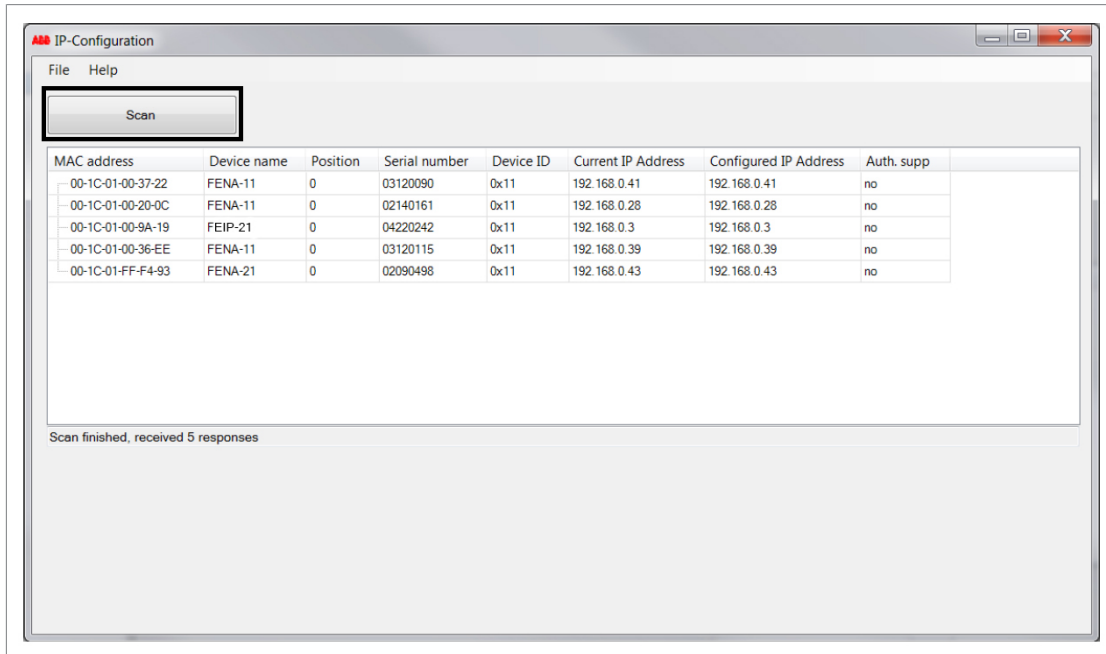 ABB IP-Configuration
File Help
Scan
MAC address Device name Position Serial number Device ID Current IP Address Configured IP Address Auth. supp
00-1C-01-00-37-22 FENA-11 0 03120090 0x11 192.168.0.41 192.168.0.41 no
00-1C-01-00-20-0C FENA-11 0 02140161 0x11 192.168.0.28 192.168.0.28 no
00-1C-01-00-9A-19 FEIP-21 0 04220242 0x11 192.168.0.3 192.168.0.3 no
00-1C-01-00-36-EE FENA-11 0 03120115 0x11 192.168.0.39 192.168.0.39 no
00-1C-01-FF-F4-93 FENA-21 0 02090498 0x11 192.168.0.43 192.168.0.43 no
Scan finished, received 5 responses